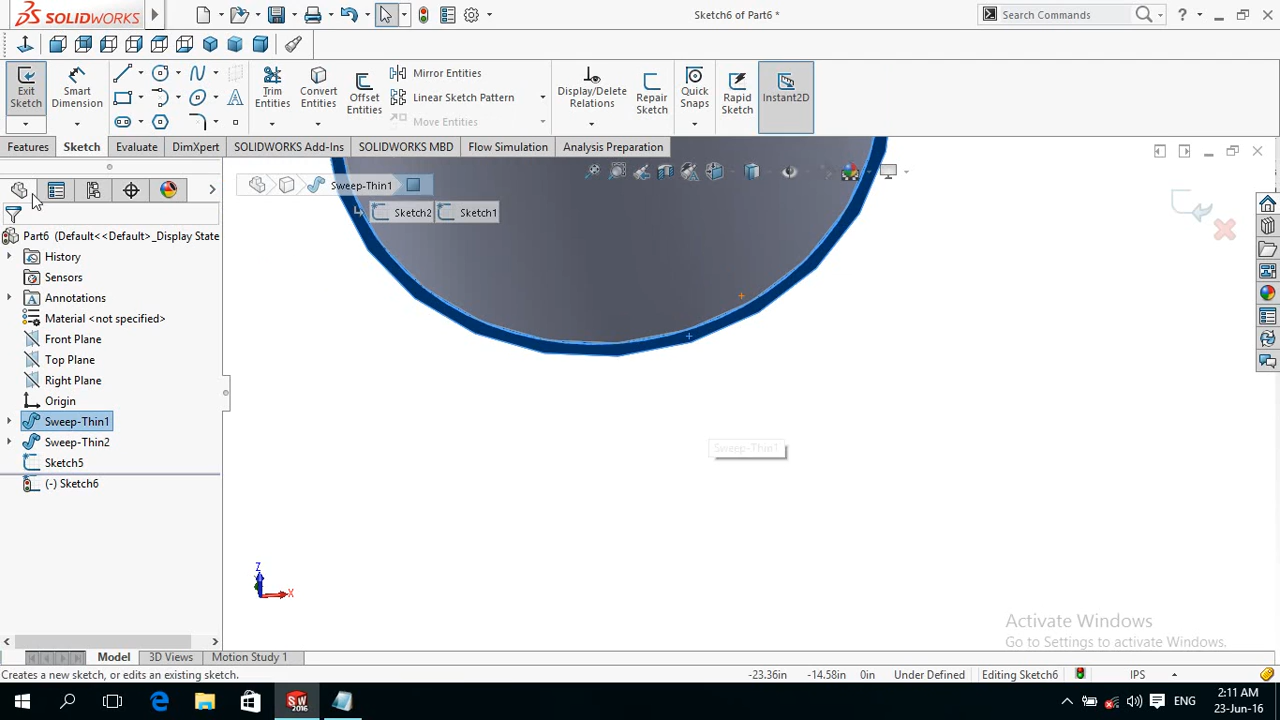 SOLIDWORKS
Sketch6 of Part6 *
Search Commands
Exit Sketch
Smart Dimension
Trim Entities
Convert Entities
Offset Entities
Mirror Entities
Linear Sketch Pattern
Move Entities
Display/Delete Relations
Repair Sketch
Quick Snaps
Rapid Sketch
Instant2D
Features
Sketch
Evaluate
DimXpert
SOLIDWORKS Add-Ins
SOLIDWORKS MBD
Flow Simulation
Analysis Preparation
Sweep-Thin1
Sketch2
Sketch1
Part6 (Default<<Default>_Display State
History
Sensors
Annotations
Material <not specified>
Front Plane
Top Plane
Right Plane
Origin
Sweep-Thin1
Sweep-Thin2
Sketch5
(-) Sketch6
Sweep-Thin1
Z
X
Activate Windows
Go to Settings to activate Windows.
Model
3D Views
Motion Study 1
Creates a new sketch, or edits an existing sketch.
-23.36in
-14.58in
0in
Under Defined
Editing Sketch6
IPS
SW
2016
ENG
2:11 AM
23-Jun-16